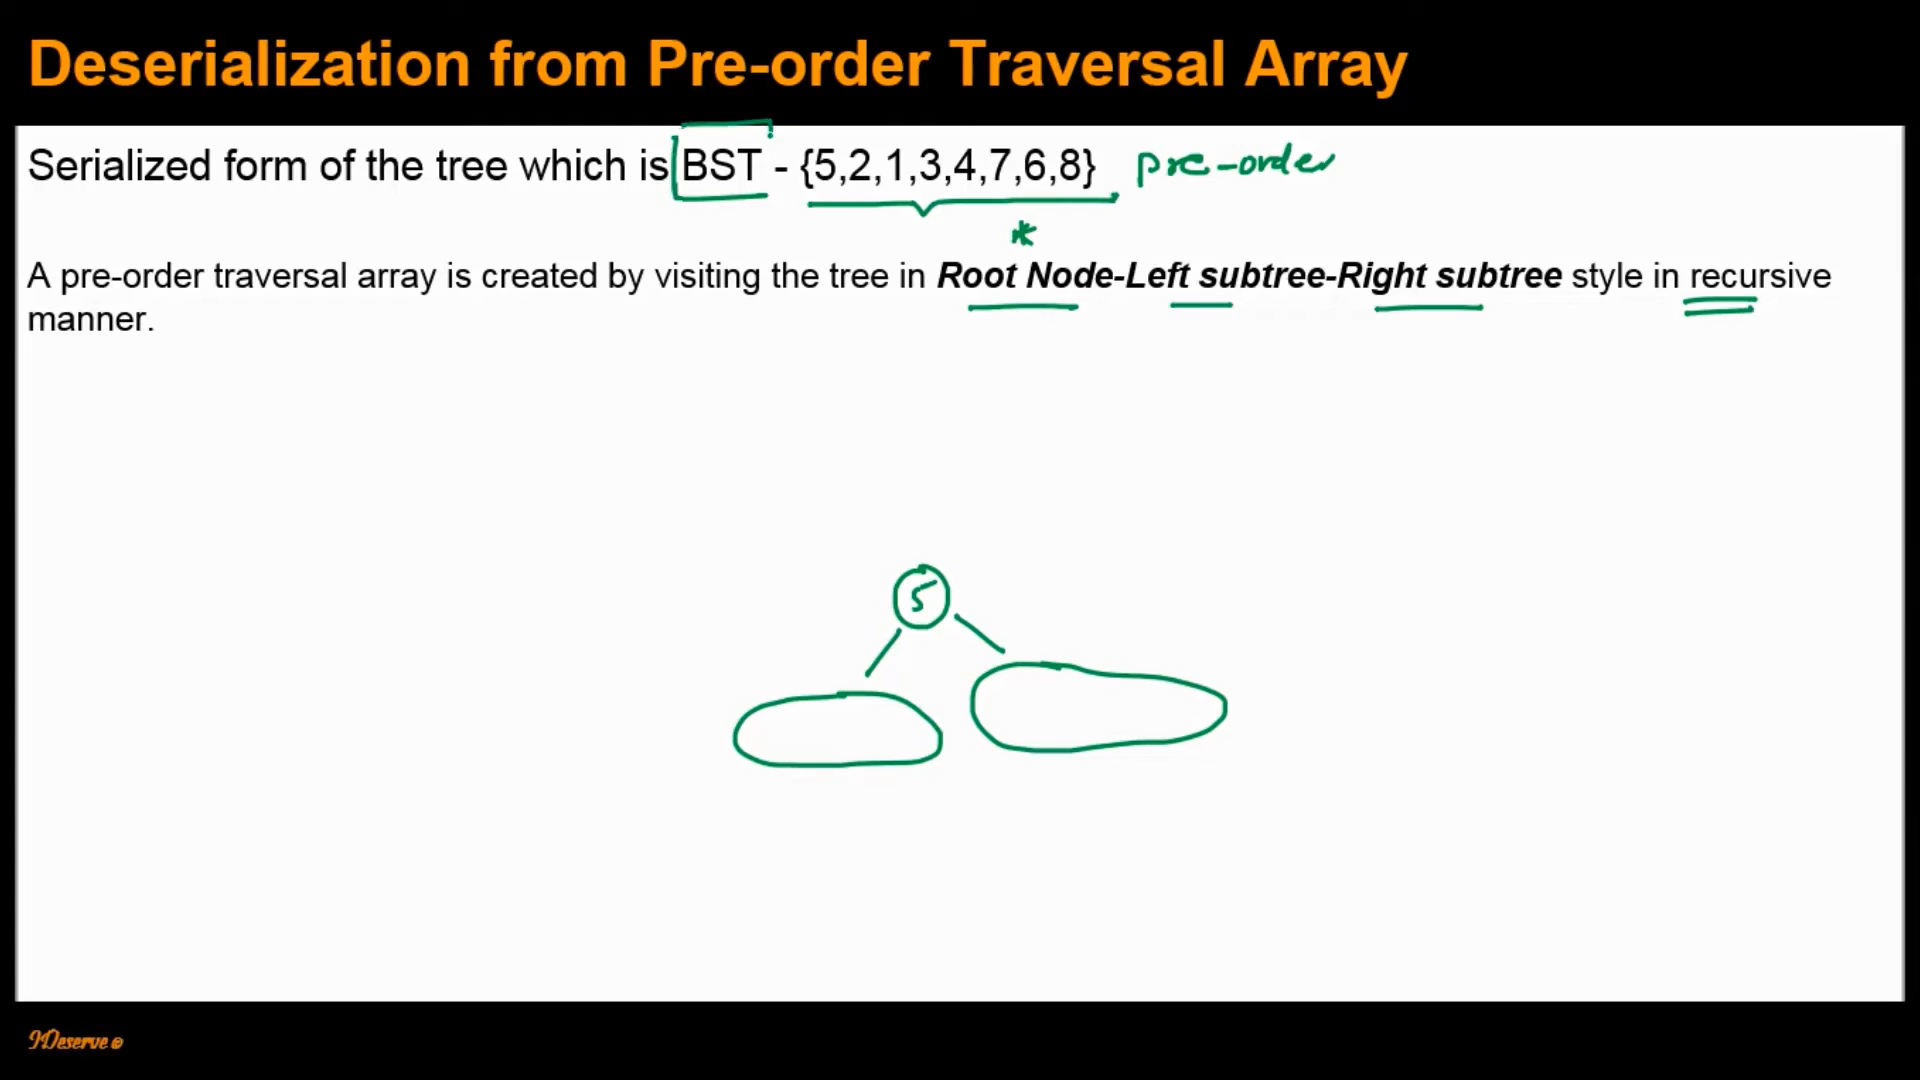 Deserialization from Pre-order Traversal Array
Serialized form of the tree which is BST - {5,2,1,3,4,7,6,8} pre-order
*
A pre-order traversal array is created by visiting the tree in Root Node-Left subtree-Right subtree style in recursive
manner.
5
IDeserve ©